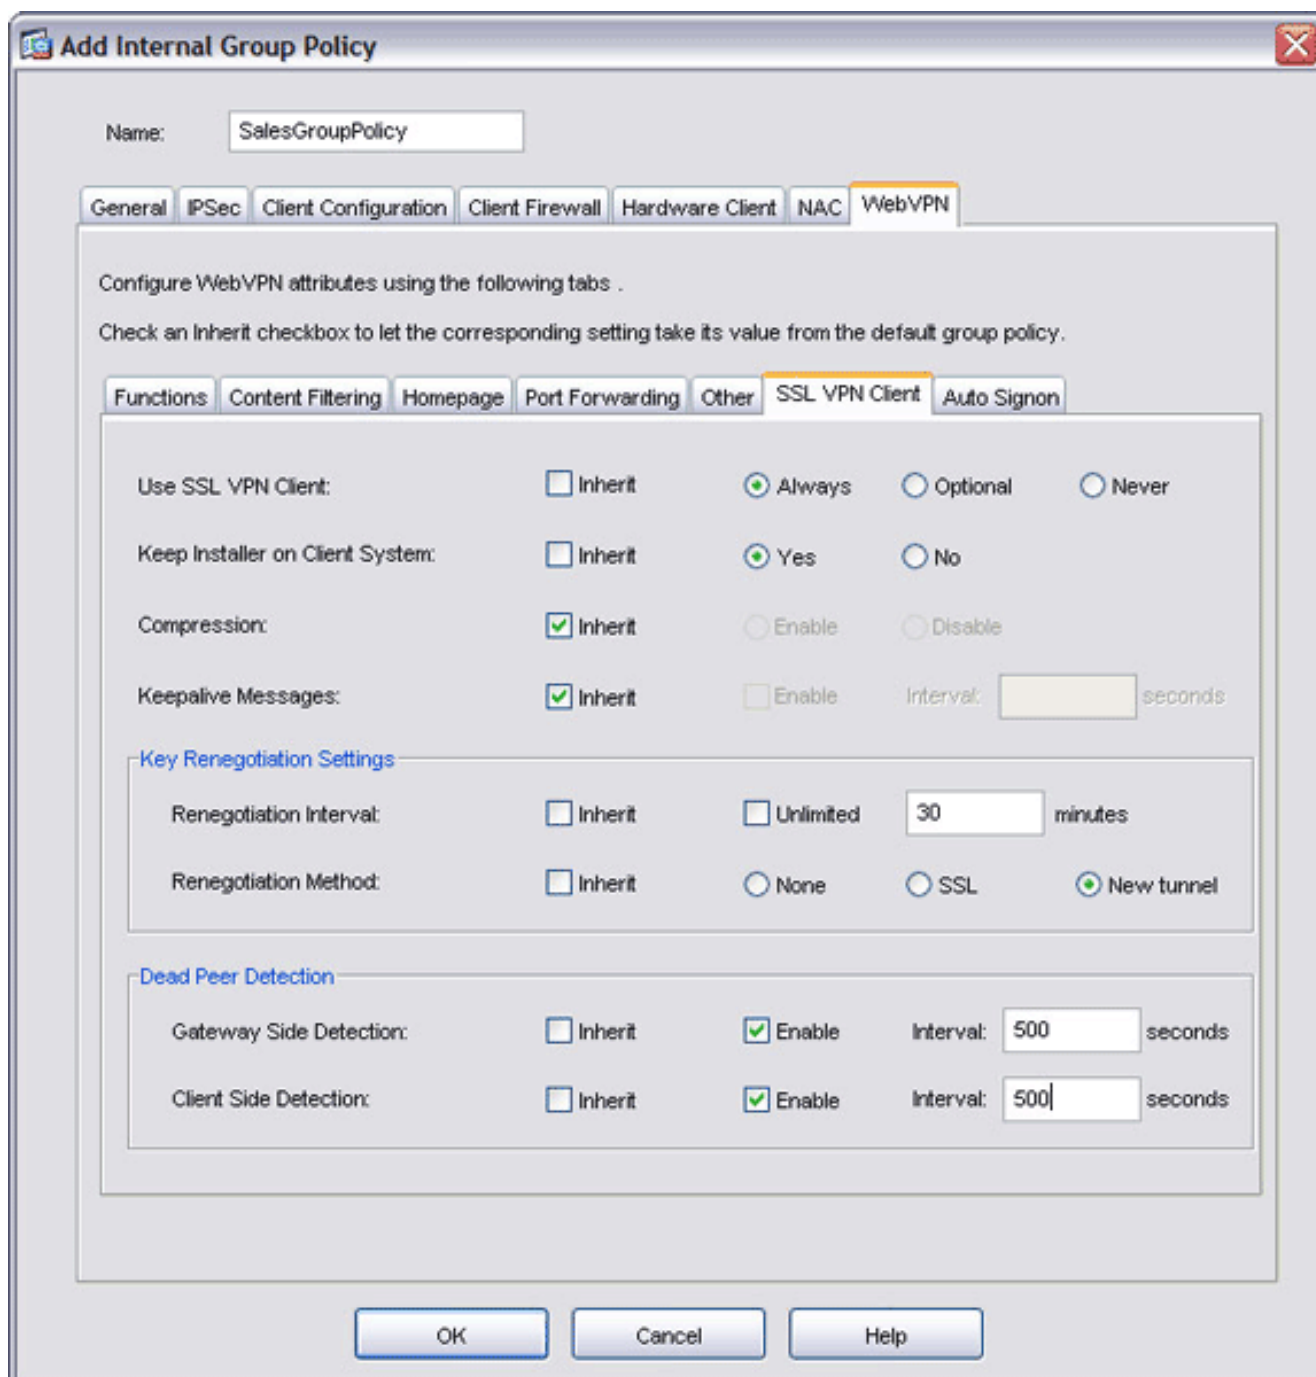 Add Internal Group Policy
Name: SalesGroupPolicy
General IPSec Client Configuration Client Firewall Hardware Client NAC WebVPN
Configure WebVPN attributes using the following tabs .
Check an Inherit checkbox to let the corresponding setting take its value from the default group policy.
Functions Content Filtering Homepage Port Forwarding Other SSL VPN Client Auto Signon
Use SSL VPN Client: Inherit Always Optional Never
Keep Installer on Client System: Inherit Yes No
Compression: Inherit Enable Disable
Keepalive Messages: Inherit Enable Interval: seconds
Key Renegotiation Settings
Renegotiation Interval: Inherit Unlimited 30 minutes
Renegotiation Method: Inherit None SSL New tunnel
Dead Peer Detection
Gateway Side Detection: Inherit Enable Interval: 500 seconds
Client Side Detection: Inherit Enable Interval: 500 seconds
OK Cancel Help